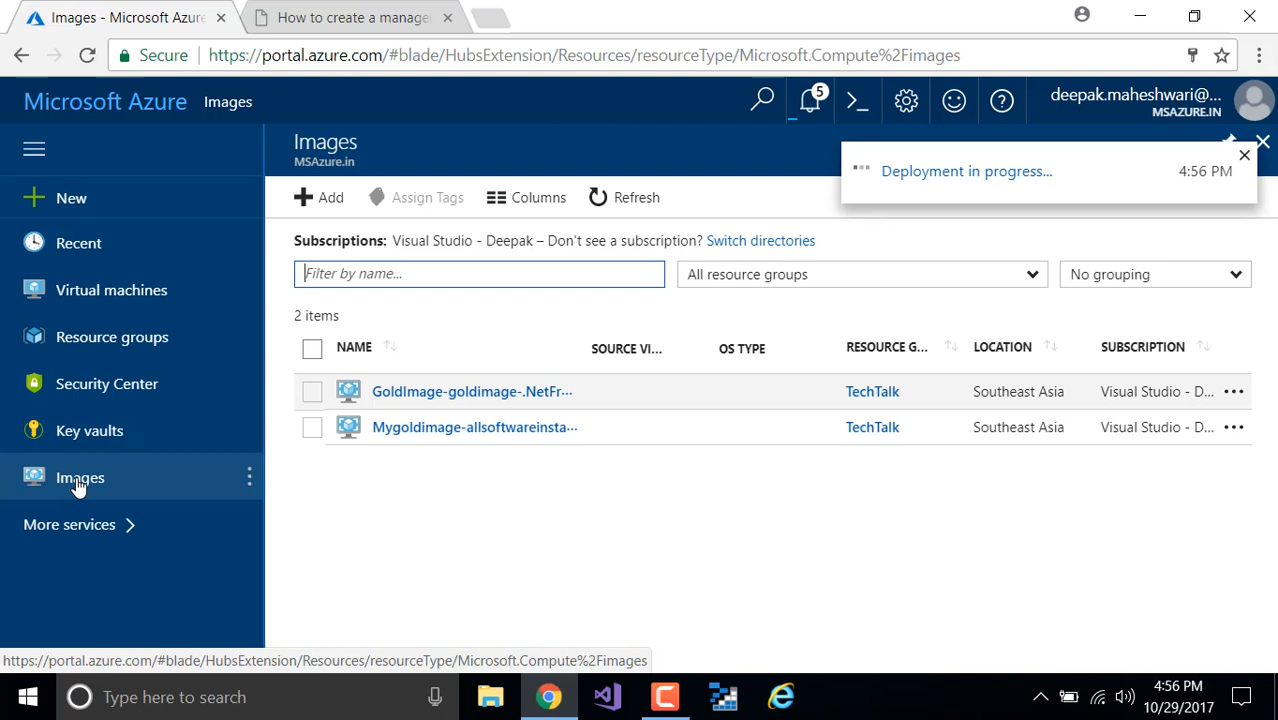 Images - Microsoft Azure
How to create a manage
Secure
https://portal.azure.com/#blade/HubsExtension/Resources/resourceType/Microsoft.Compute%2Fimages
Microsoft Azure Images
5
deepak.maheshwari@...
MSAZURE.IN
Images
MSAzure.in
Deployment in progress...
4:56 PM
New
Recent
Virtual machines
Resource groups
Security Center
Key vaults
Images
More services
Add
Assign Tags
Columns
Refresh
Subscriptions: Visual Studio - Deepak – Don't see a subscription? Switch directories
Filter by name...
All resource groups
No grouping
2 items
NAME SOURCE VI... OS TYPE RESOURCE G... LOCATION SUBSCRIPTION
GoldImage-goldimage-.NetFr... TechTalk Southeast Asia Visual Studio - D...
Mygoldimage-allsoftwareinsta... TechTalk Southeast Asia Visual Studio - D...
https://portal.azure.com/#blade/HubsExtension/Resources/resourceType/Microsoft.Compute%2Fimages
Type here to search
4:56 PM
10/29/2017